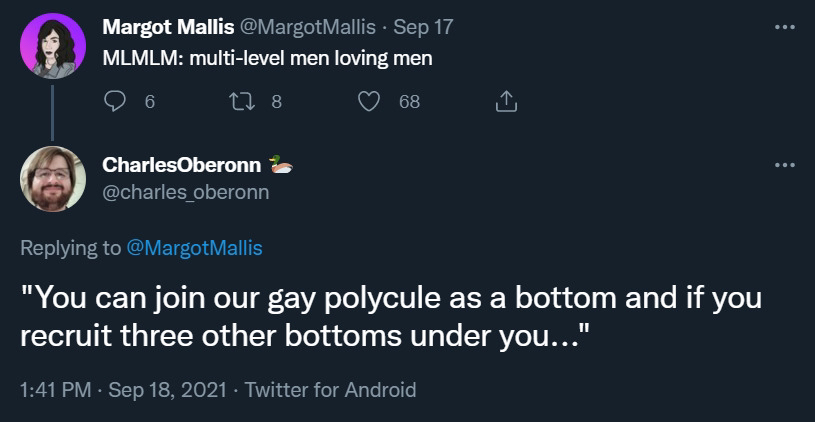 Margot Mallis @MargotMallis · Sep 17
MLMLM: multi-level men loving men
6 8 68
CharlesOberonn 🦆
@charles_oberonn
Replying to @MargotMallis
"You can join our gay polycule as a bottom and if you
recruit three other bottoms under you..."
1:41 PM · Sep 18, 2021 · Twitter for Android